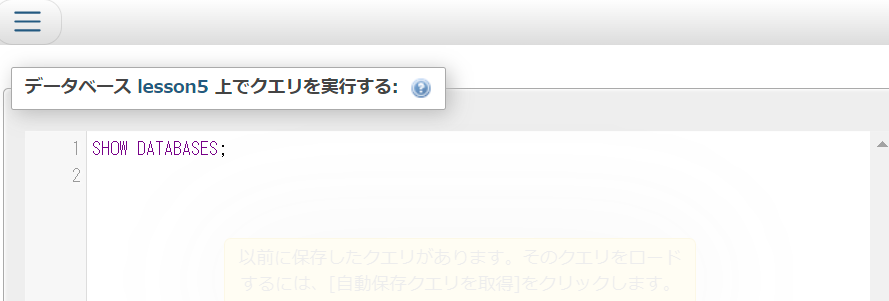 データベース lesson5 上でクエリを実行する:
1 SHOW DATABASES;
2
以前に保存したクエリがあります。そのクエリをロード
するには、[自動保存クエリを取得]をクリックします。